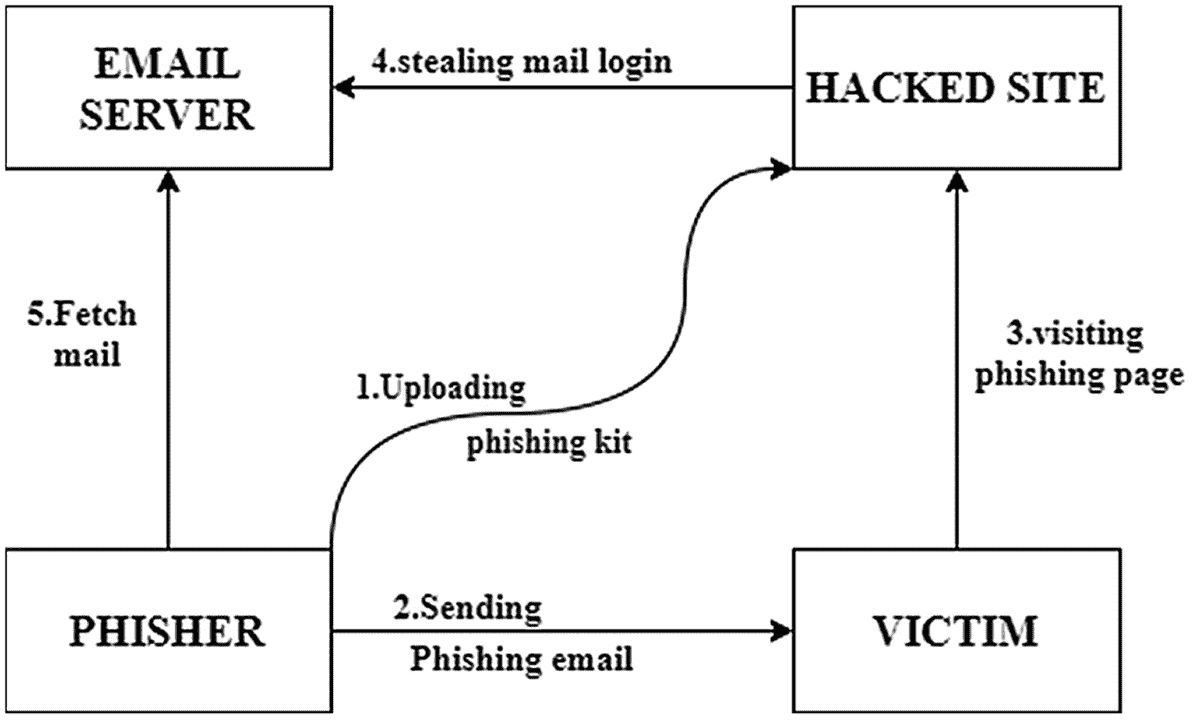 EMAIL
SERVER
4.stealing mail login
HACKED SITE
5.Fetch
mail
3.visiting
phishing page
1.Uploading
phishing kit
PHISHER
2.Sending
Phishing email
VICTIM